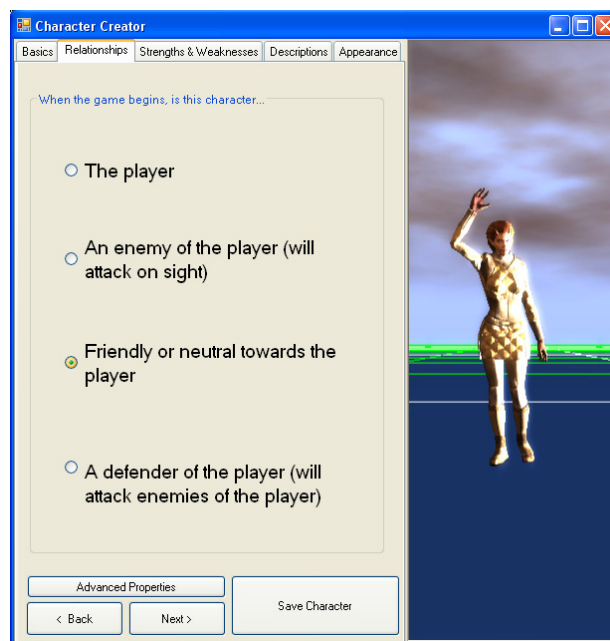 Character Creator
Basics Relationships Strengths & Weaknesses Descriptions Appearance
When the game begins, is this character...
The player
An enemy of the player (will
attack on sight)
Friendly or neutral towards the
player
A defender of the player (will
attack enemies of the player)
Advanced Properties
< Back Next > Save Character